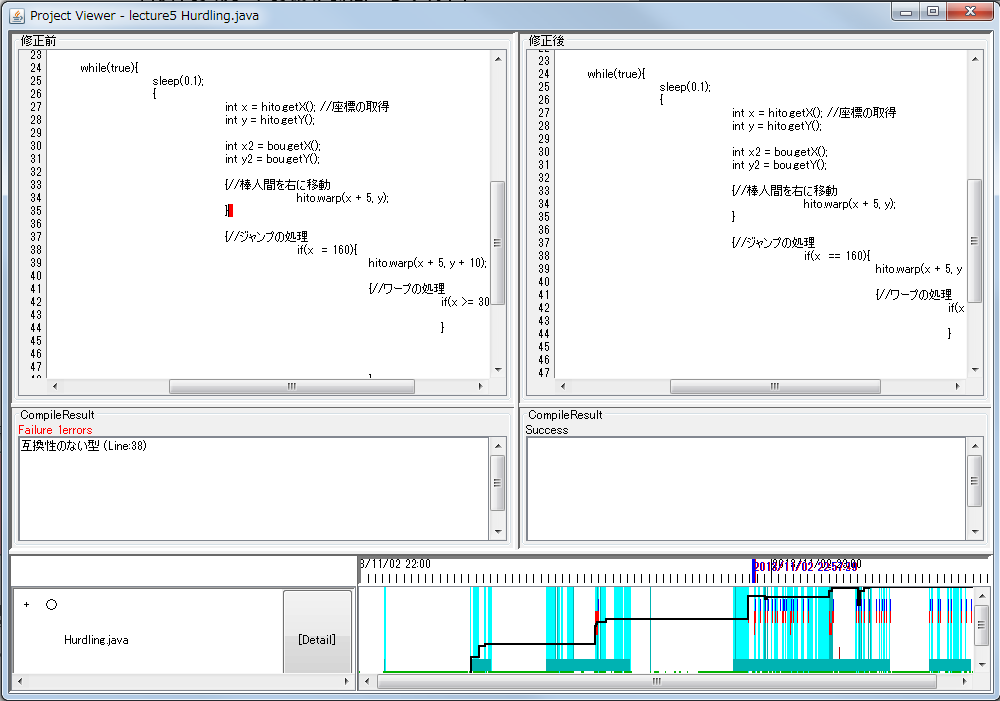 Project Viewer - lecture5 Hurdling.java
修正前
23
24 while(true){
25 sleep(0.1);
26 {
27 int x = hito.getX(); //座標の取得
28 int y = hito.getY();
29
30 int x2 = bou.getX();
31 int y2 = bou.getY();
32
33 {//棒人間を右に移動
34 hito.warp(x + 5, y);
35 }
36
37 {//ジャンプの処理
38 if(x = 160){
39 hito.warp(x + 5, y + 10);
40
41 {//ワープの処理
42 if(x >= 30
43
44 }
45
46
47
修正後
23
24 while(true){
25 sleep(0.1);
26 {
27 int x = hito.getX(); //座標の取得
28 int y = hito.getY();
29
30 int x2 = bou.getX();
31 int y2 = bou.getY();
32
33 {//棒人間を右に移動
34 hito.warp(x + 5, y);
35 }
36
37 {//ジャンプの処理
38 if(x == 160){
39 hito.warp(x + 5, y
40
41 {//ワープの処理
42 if(x
43
44 }
45
46
47
CompileResult
Failure 1errors
互換性のない型 (Line:38)
CompileResult
Success
3/11/02 22:00
2013/11/02 22:57:39
+
Hurdling.java
[Detail]